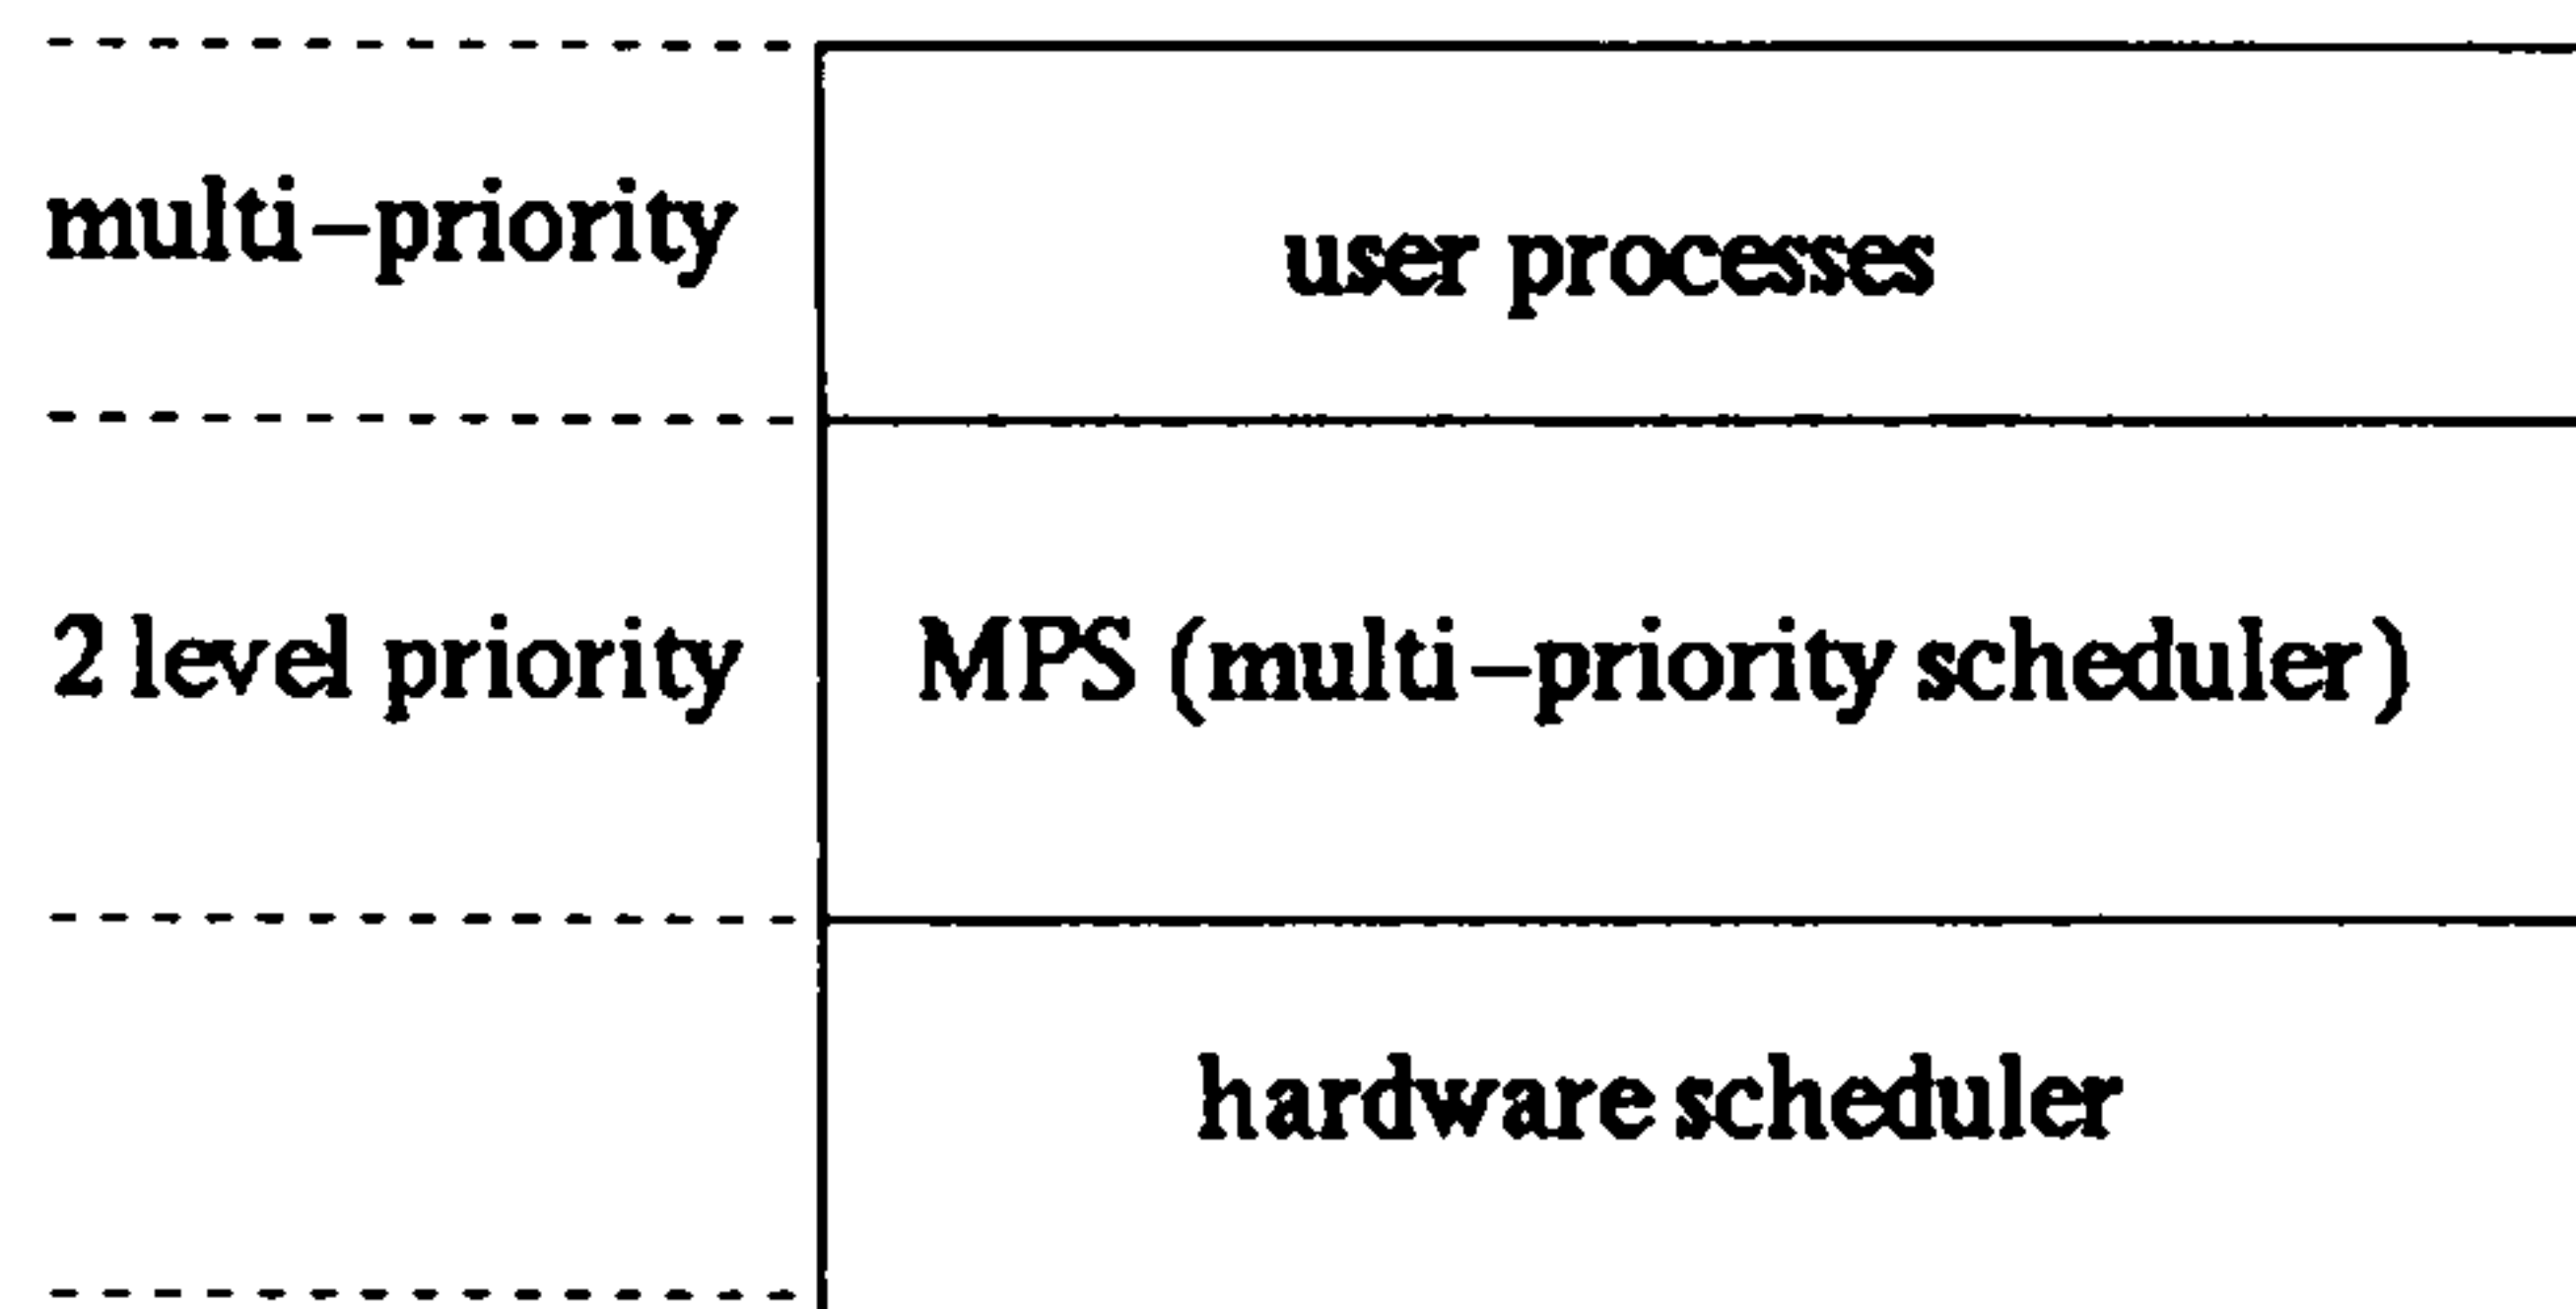 multi-priority
user processes
2 level priority
MPS (multi-priority scheduler)
hardware scheduler